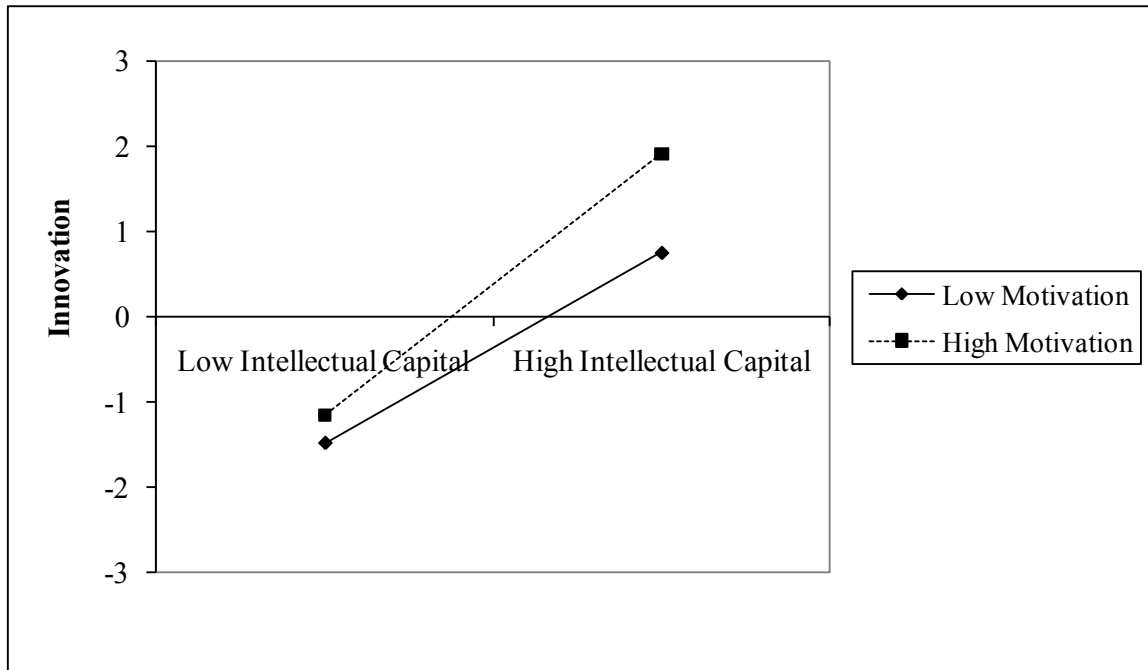 3
2
1
0
-1
-2
-3
Innovation
Low Intellectual Capital
High Intellectual Capital
Low Motivation
High Motivation